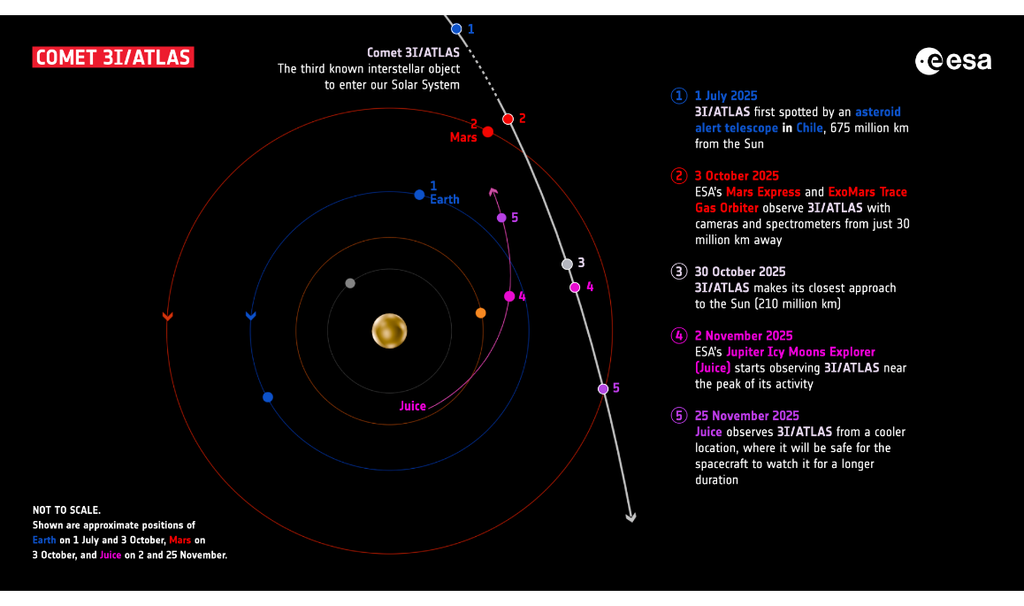 1
COMET 3I/ATLAS
Comet 3I/ATLAS
The third known interstellar object
to enter our Solar System
esa
2
2
Mars
1
Earth
5
3
4
4
5
Juice
1 1 July 2025
3I/ATLAS first spotted by an asteroid
alert telescope in Chile, 675 million km
from the Sun
2 3 October 2025
ESA's Mars Express and ExoMars Trace
Gas Orbiter observe 3I/ATLAS with
cameras and spectrometers from just 30
million km away
3 30 October 2025
3I/ATLAS makes its closest approach
to the Sun (210 million km)
4 2 November 2025
ESA's Jupiter Icy Moons Explorer
(Juice) starts observing 3I/ATLAS near
the peak of its activity
5 25 November 2025
Juice observes 3I/ATLAS from a cooler
location, where it will be safe for the
spacecraft to watch it for a longer
duration
NOT TO SCALE.
Shown are approximate positions of
Earth on 1 July and 3 October, Mars on
3 October, and Juice on 2 and 25 November.